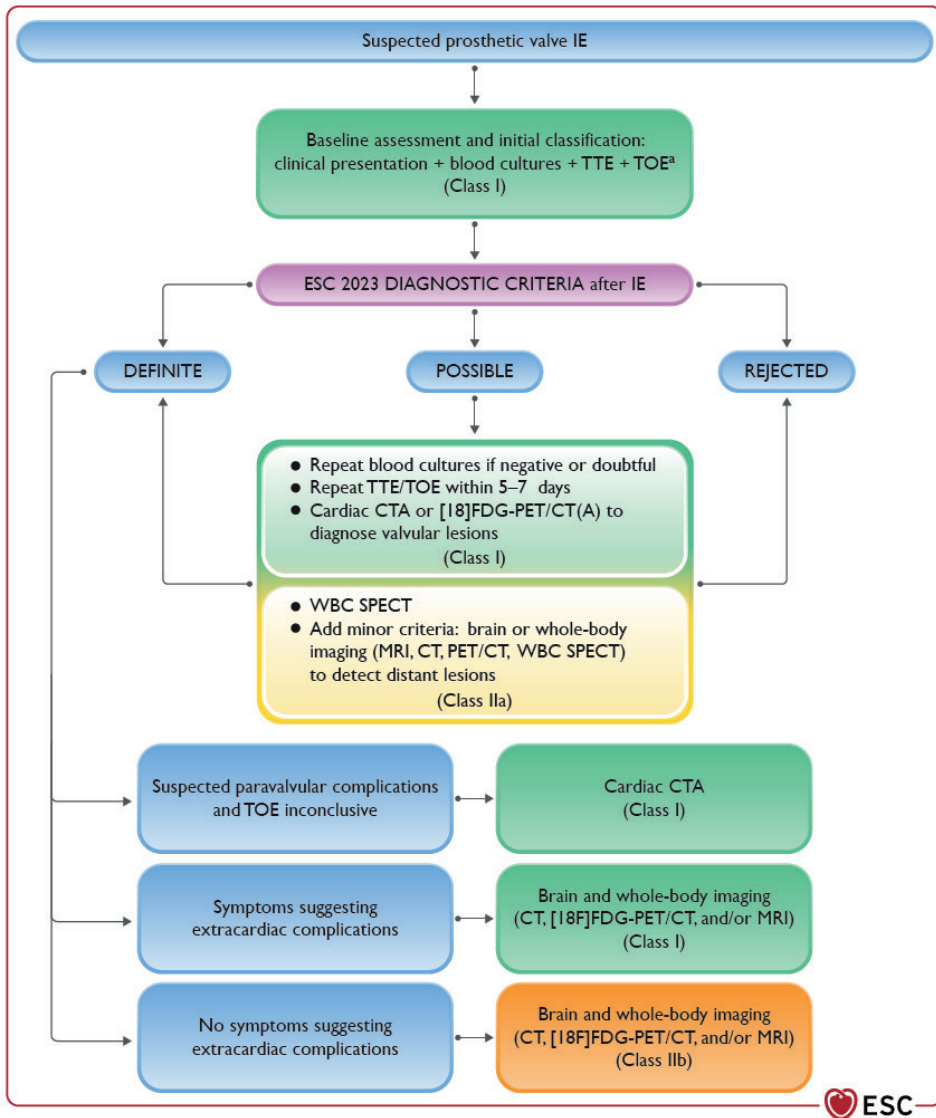 Suspected prosthetic valve IE
Baseline assessment and initial classification:
clinical presentation + blood cultures + TTE + TOEª
(Class I)
ESC 2023 DIAGNOSTIC CRITERIA after IE
DEFINITE
POSSIBLE
REJECTED
● Repeat blood cultures if negative or doubtful
● Repeat TTE/TOE within 5–7 days
● Cardiac CTA or [18]FDG-PET/CT(A) to
diagnose valvular lesions
(Class I)
● WBC SPECT
● Add minor criteria: brain or whole-body
imaging (MRI, CT, PET/CT, WBC SPECT)
to detect distant lesions
(Class IIa)
Suspected paravalvular complications
and TOE inconclusive
Cardiac CTA
(Class I)
Symptoms suggesting
extracardiac complications
Brain and whole-body imaging
(CT, [18F]FDG-PET/CT, and/or MRI)
(Class I)
No symptoms suggesting
extracardiac complications
Brain and whole-body imaging
(CT, [18F]FDG-PET/CT, and/or MRI)
(Class IIb)
ESC